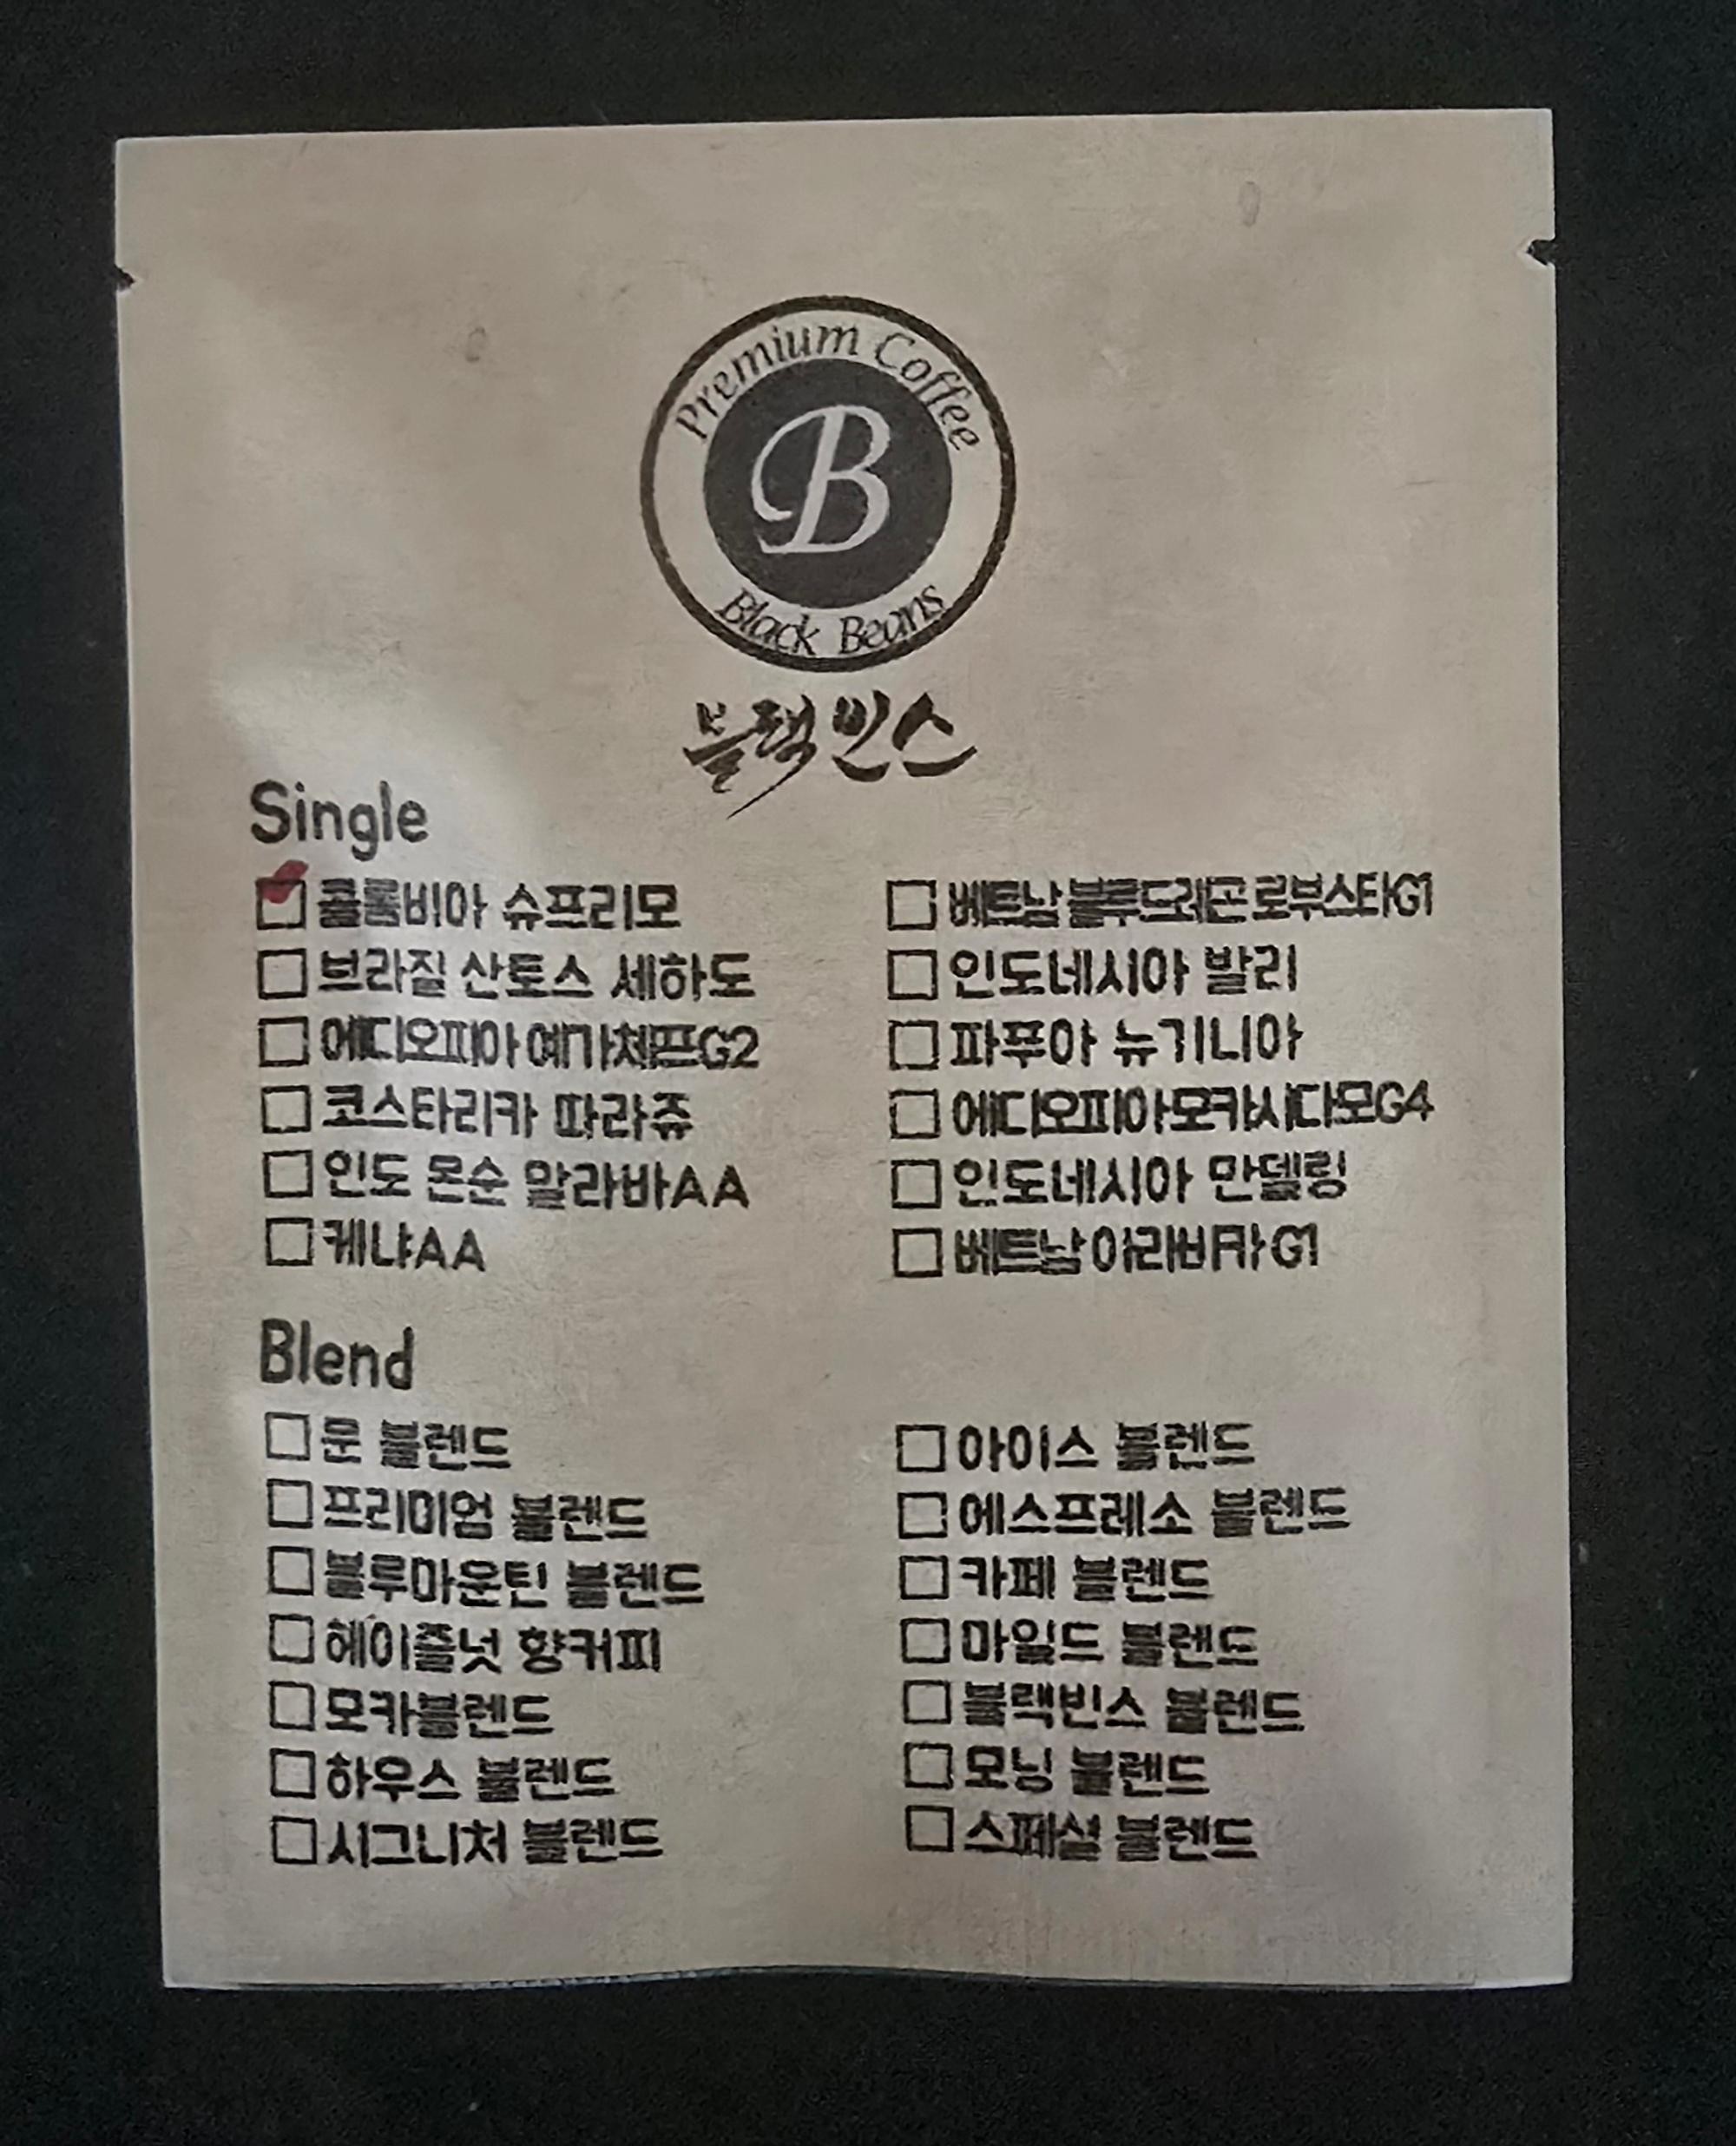 Premium Coffee
B
Black Beans
블랙빈스
Single
콜롬비아 슈프리모
브라질 산토스 세하도
에디오피아 예가체프G2
코스타리카 따라쥬
인도 몬순 말라바AA
케냐AA
베트남 블루드래곤 로부스타G1
인도네시아 발리
파푸아 뉴기니아
에디오피아 모카시다모G4
인도네시아 만델링
베트남 아라비카 G1
Blend
문 블렌드
프리미엄 블렌드
블루마운틴 블렌드
헤이즐넛 향커피
모카블렌드
하우스 블렌드
시그니처 블렌드
아이스 블렌드
에스프레소 블렌드
카페 블렌드
마일드 블렌드
블랙빈스 블렌드
모닝 블렌드
스페셜 블렌드